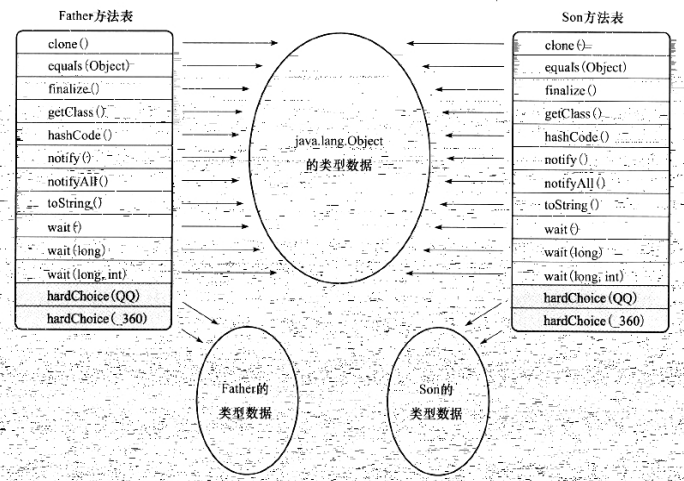 Father方法表
clone()
equals(Object)
finalize()
getClass()
hashCode()
notify()
notifyAll()
toString()
wait()
wait(long)
wait(long, int)
hardChoice(QQ)
hardChoice(_360)
java.lang.Object
的类型数据
Father的
类型数据
Son的
类型数据
Son方法表
clone()
equals(Object)
finalize()
getClass()
hashCode()
notify()
notifyAll()
toString()
wait()
wait(long)
wait(long, int)
hardChoice(QQ)
hardChoice(_360)